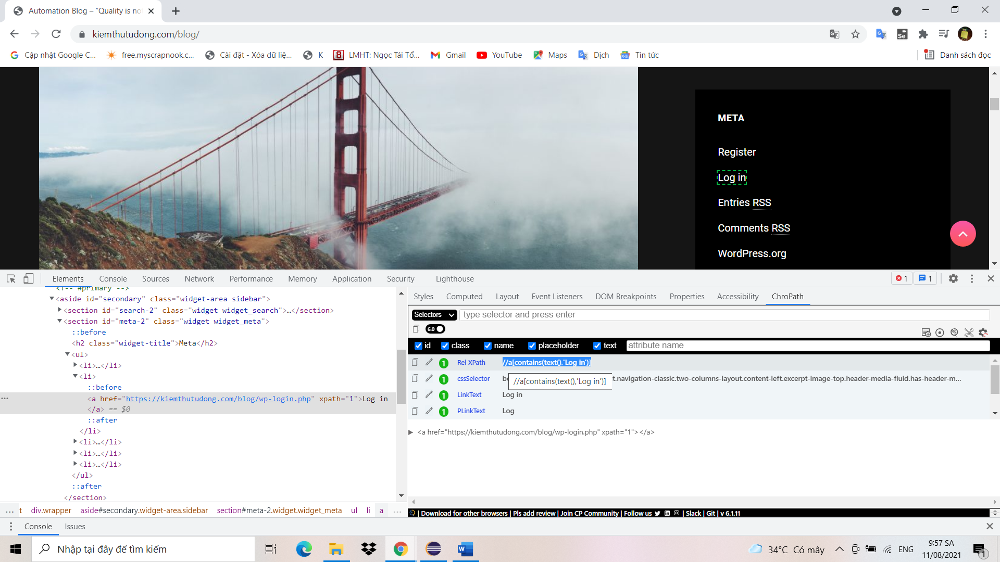 Automation Blog – “Quality is no
kiemthutudong.com/blog/
Cập nhật Google C...
free.myscrapnook.c...
Cài đặt - Xóa dữ liệ...
K
LMHT: Ngọc Tái Tổ...
Gmail
YouTube
Maps
Dịch
Tin tức
Danh sách đọc
META
Register
Log in
Entries RSS
Comments RSS
WordPress.org
Elements Console Sources Network Performance Memory Application Security Lighthouse
1
1
<!-- #primary -->
<aside id="secondary" class="widget-area sidebar">
<section id="search-2" class="widget widget_search">…</section>
<section id="meta-2" class="widget widget_meta">
::before
<h2 class="widget-title">Meta</h2>
<ul>
<li>…</li>
<li>
::before
<a href="https://kiemthutudong.com/blog/wp-login.php" xpath="1">Log in
</a> == $0
::after
</li>
<li>…</li>
<li>…</li>
<li>…</li>
</ul>
::after
</section>
... t div.wrapper aside#secondary.widget-area.sidebar section#meta-2.widget.widget_meta ul li a ...
Styles Computed Layout Event Listeners DOM Breakpoints Properties Accessibility ChroPath
Selectors
type selector and press enter
6.0
id class name placeholder text attribute name
1 Rel XPath //a[contains(text(),'Log in')]
1 cssSelector bo
t.navigation-classic.two-columns-layout.content-left.excerpt-image-top.header-media-fluid.has-header-m...
//a[contains(text(),'Log in')]
1 LinkText Log in
1 PLinkText Log
<a href="https://kiemthutudong.com/blog/wp-login.php" xpath="1"></a>
| Download for other browsers | Pls add review | Join CP Community | Follow us
| Slack | Git | v 6.1.11
Console Issues
Nhập tại đây để tìm kiếm
34°C Có mây
ENG
9:57 SA
11/08/2021
1